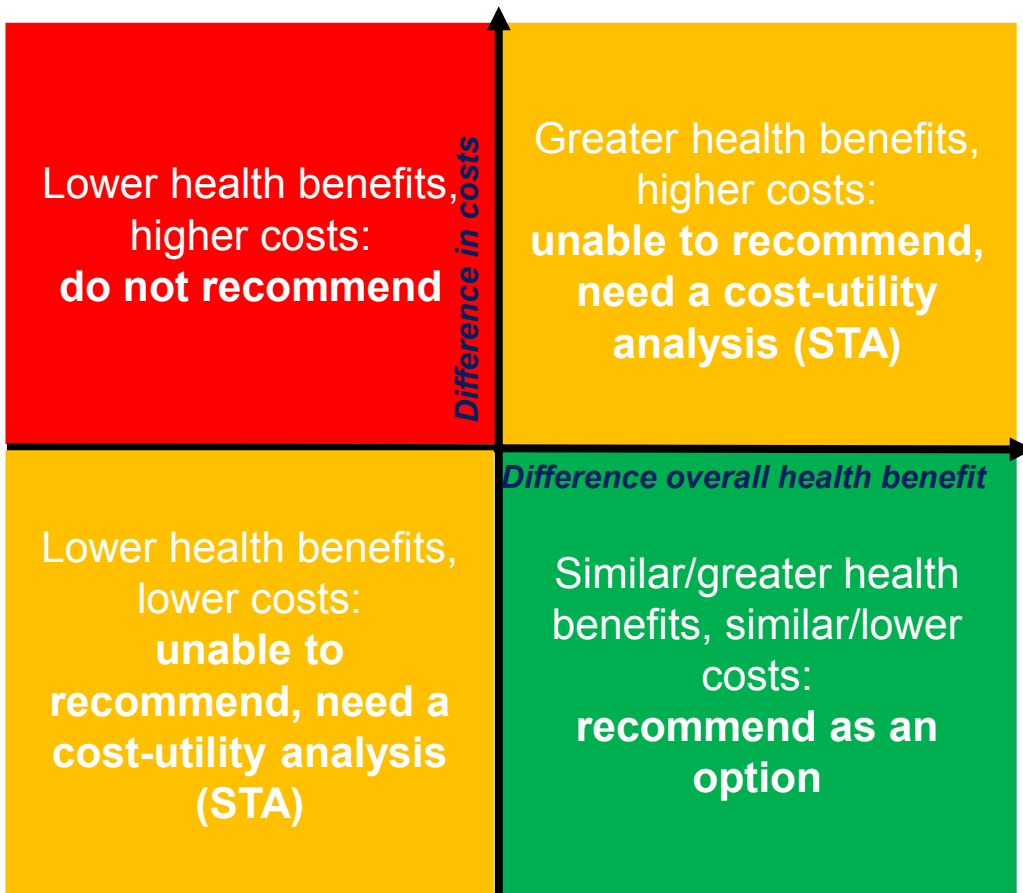 Lower health benefits,
higher costs:
do not recommend
Difference in costs
Greater health benefits,
higher costs:
unable to recommend,
need a cost-utility
analysis (STA)
Difference overall health benefit
Lower health benefits,
lower costs:
unable to
recommend, need a
cost-utility analysis
(STA)
Similar/greater health
benefits, similar/lower
costs:
recommend as an
option